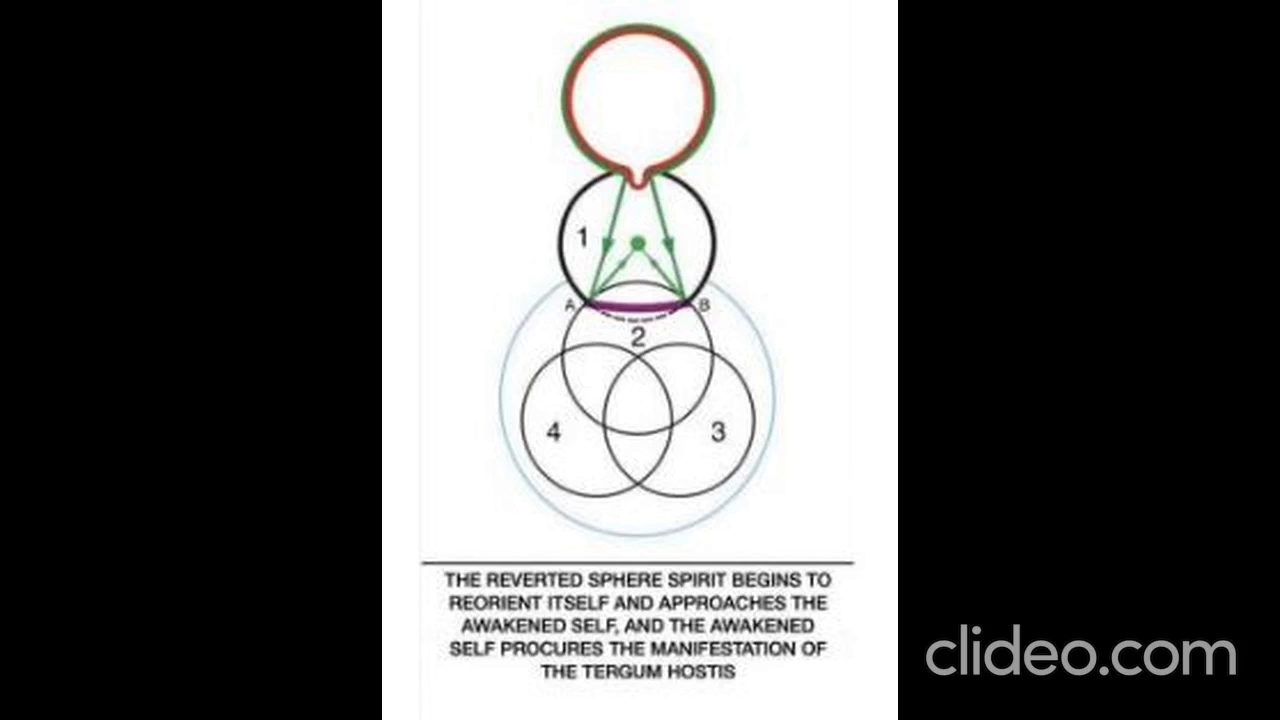 1
A
B
2
4
3
THE REVERTED SPHERE SPIRIT BEGINS TO
REORIENT ITSELF AND APPROACHES THE
AWAKENED SELF, AND THE AWAKENED
SELF PROCURES THE MANIFESTATION OF
THE TERGUM HOSTIS
clideo.com